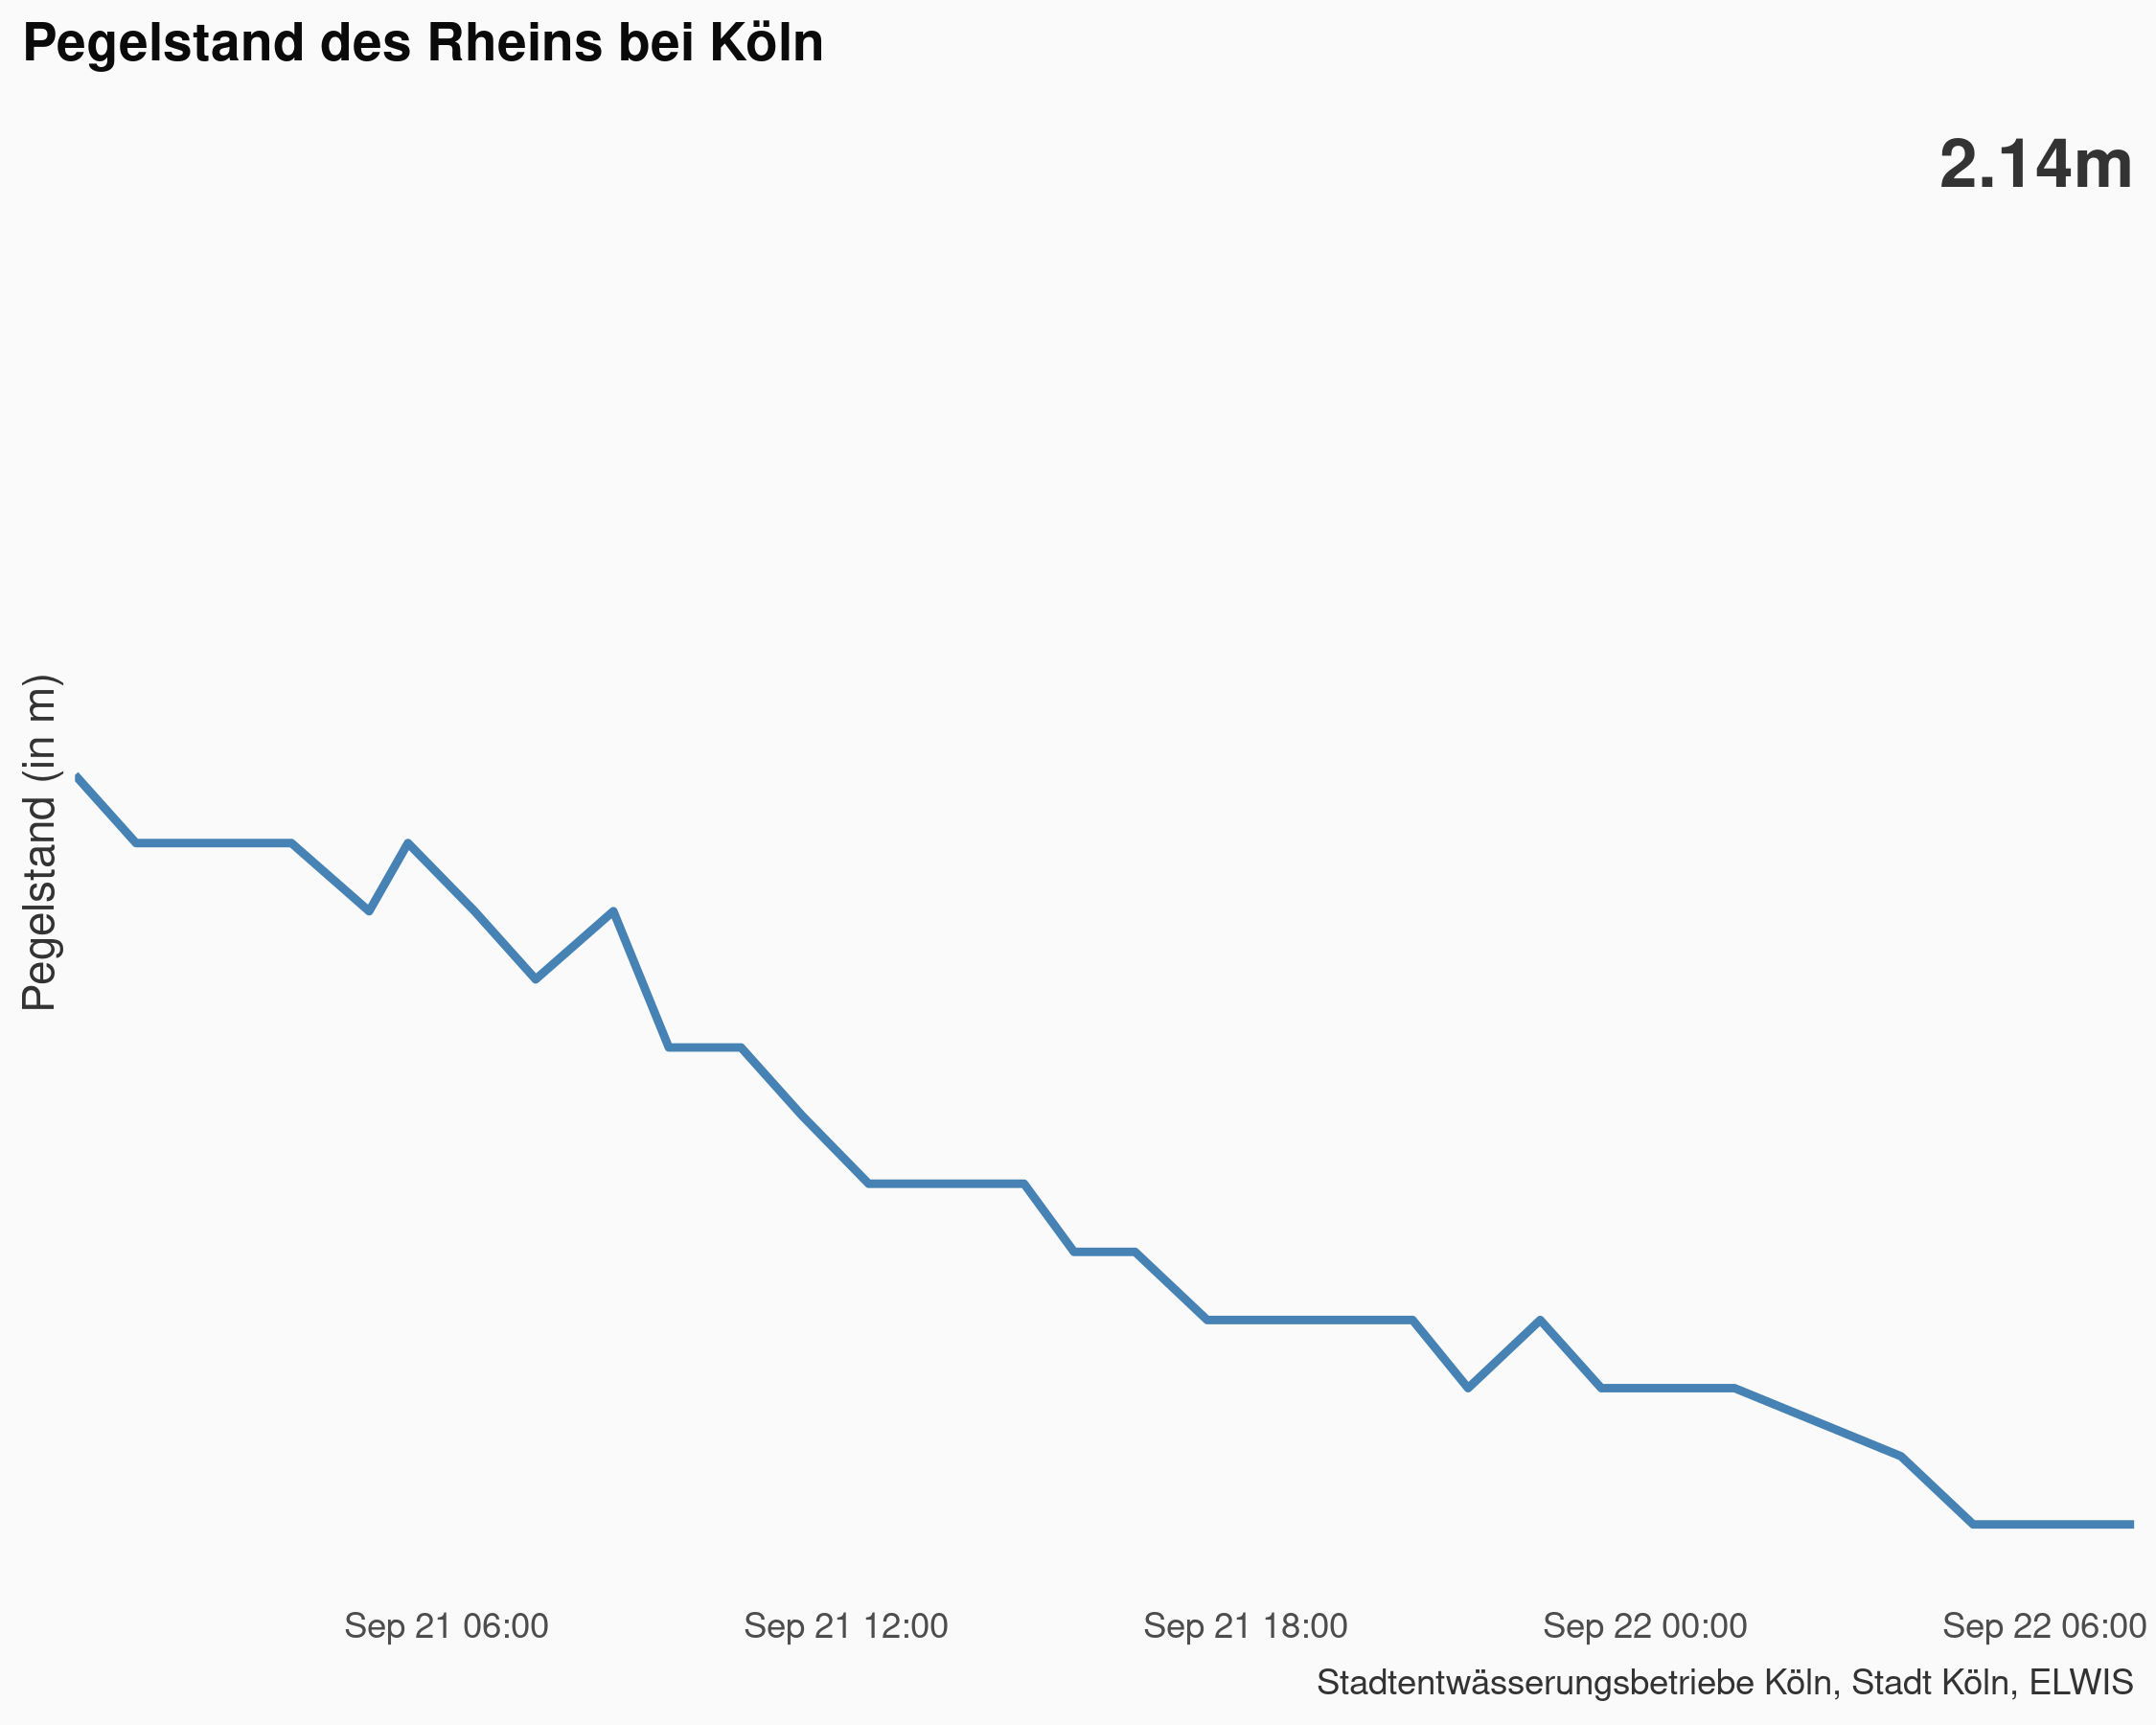 Pegelstand des Rheins bei Köln
2.14m
Pegelstand (in m)
Sep 21 06:00
Sep 21 12:00
Sep 21 18:00
Sep 22 00:00
Sep 22 06:00
Stadtentwässerungsbetriebe Köln, Stadt Köln, ELWIS